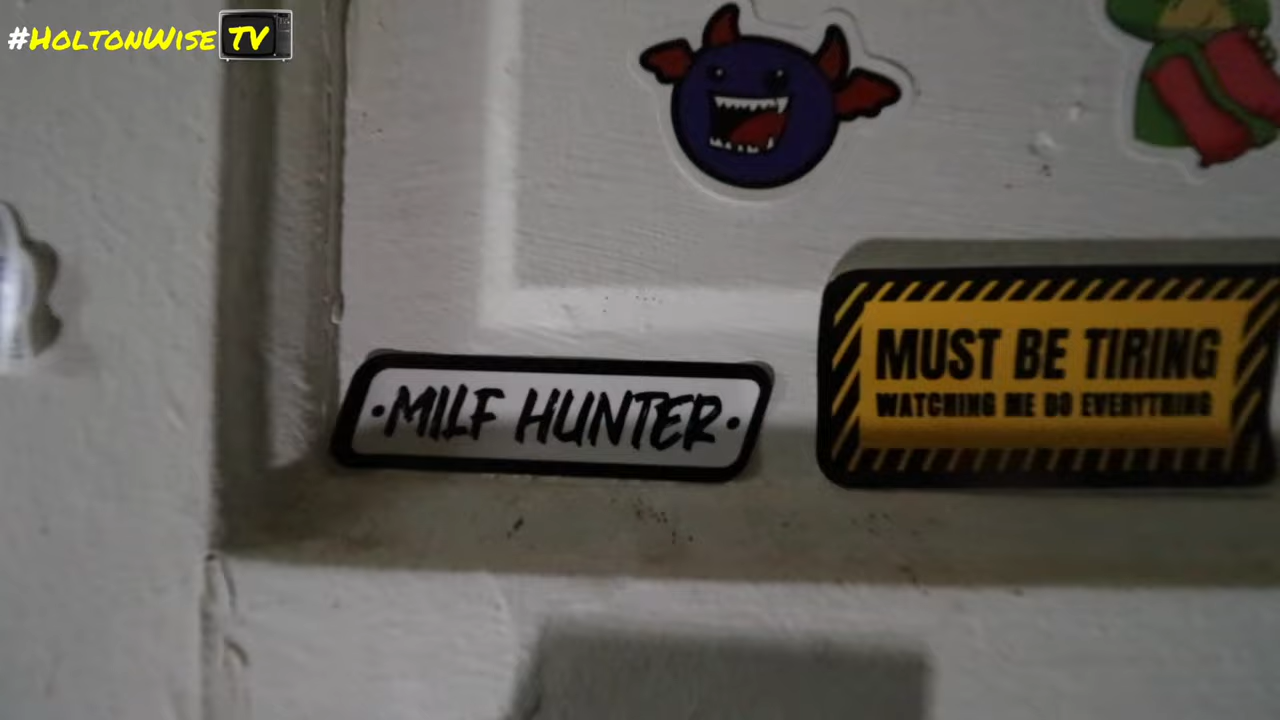 #HOLTONWISE TV
MILF HUNTER
MUST BE TIRING
WATCHING ME DO EVERYTHING